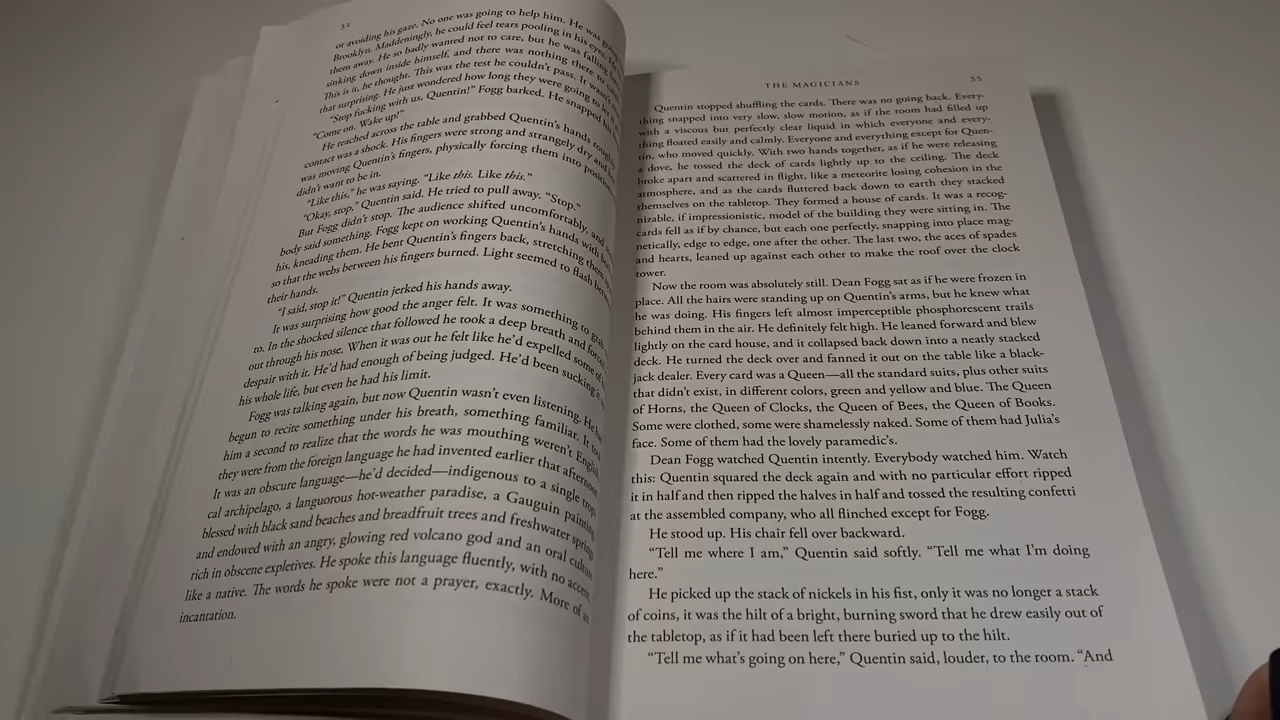 32
or avoiding his gaze. No one was going to help him. He was
Brooklyn. Maddeningly, he could feel tears pooling in his eyes.
them away. He so badly wanted not to care, but he was falling
sinking down inside himself, and there was nothing there to
This is it, he thought. This was the test he couldn't pass. It
that surprising. He just wondered how long they were going to
"Stop fucking with us, Quentin!" Fogg barked. He snapped
"Come on. Wake up!"
He reached across the table and grabbed Quentin's hands
contact was a shock. His fingers were strong and strangely dry and
was moving Quentin's fingers, physically forcing them into positions
didn't want to be in.
"Like this," he was saying. "Like this. Like this."
"Okay, stop," Quentin said. He tried to pull away. "Stop."
But Fogg didn't stop. The audience shifted uncomfortably, and
body said something. Fogg kept on working Quentin's hands with
his, kneading them. He bent Quentin's fingers back, stretching them
so that the webs between his fingers burned. Light seemed to flash
their hands.
"I said, stop it!" Quentin jerked his hands away.
It was surprising how good the anger felt. It was something to
to. In the shocked silence that followed he took a deep breath and forced
out through his nose. When it was out he felt like he'd expelled some of
despair with it. He'd had enough of being judged. He'd been sucking it
his whole life, but even he had his limit.
Fogg was talking again, but now Quentin wasn't even listening. He
begun to recite something under his breath, something familiar. It
him a second to realize that the words he was mouthing weren't English
they were from the foreign language he had invented earlier that afternoon
It was an obscure language—he'd decided—indigenous to a single
cal archipelago, a languorous hot-weather paradise, a Gauguin painting
blessed with black sand beaches and breadfruit trees and freshwater
and endowed with an angry, glowing red volcano god and an oral culture
rich in obscene expletives. He spoke this language fluently, with no accent
like a native. The words he spoke were not a prayer, exactly. More of an
incantation.
THE MAGICIANS 33
Quentin stopped shuffling the cards. There was no going back. Every-
thing snapped into very slow, slow motion, as if the room had filled up
with a viscous but perfectly clear liquid in which everyone and every-
thing floated easily and calmly. Everyone and everything except for Quen-
tin, who moved quickly. With two hands together, as if he were releasing
a dove, he tossed the deck of cards lightly up to the ceiling. The deck
broke apart and scattered in flight, like a meteorite losing cohesion in the
atmosphere, and as the cards fluttered back down to earth they stacked
themselves on the tabletop. They formed a house of cards. It was a recog-
nizable, if impressionistic, model of the building they were sitting in. The
cards fell as if by chance, but each one perfectly, snapping into place mag-
netically, edge to edge, one after the other. The last two, the aces of spades
and hearts, leaned up against each other to make the roof over the clock
tower.
Now the room was absolutely still. Dean Fogg sat as if he were frozen in
place. All the hairs were standing up on Quentin's arms, but he knew what
he was doing. His fingers left almost imperceptible phosphorescent trails
behind them in the air. He definitely felt high. He leaned forward and blew
lightly on the card house, and it collapsed back down into a neatly stacked
deck. He turned the deck over and fanned it out on the table like a black-
jack dealer. Every card was a Queen—all the standard suits, plus other suits
that didn't exist, in different colors, green and yellow and blue. The Queen
of Horns, the Queen of Clocks, the Queen of Bees, the Queen of Books.
Some were clothed, some were shamelessly naked. Some of them had Julia's
face. Some of them had the lovely paramedic's.
Dean Fogg watched Quentin intently. Everybody watched him. Watch
this: Quentin squared the deck again and with no particular effort ripped
it in half and then ripped the halves in half and tossed the resulting confetti
at the assembled company, who all flinched except for Fogg.
He stood up. His chair fell over backward.
"Tell me where I am," Quentin said softly. "Tell me what I'm doing
here."
He picked up the stack of nickels in his fist, only it was no longer a stack
of coins, it was the hilt of a bright, burning sword that he drew easily out of
the tabletop, as if it had been left there buried up to the hilt.
"Tell me what's going on here," Quentin said, louder, to the room. "And